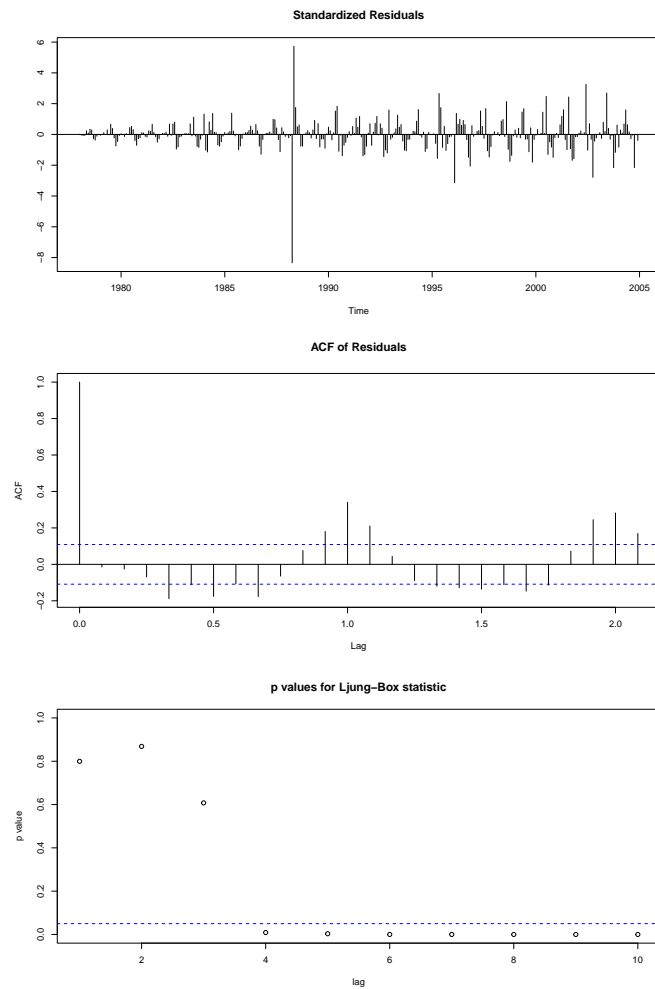 Standardized Residuals
6
4
2
0
−2
−4
−6
−8
1980 1985 1990 1995 2000 2005
Time
ACF of Residuals
ACF
1.0
0.8
0.6
0.4
0.2
0.0
−0.2
0.0 0.5 1.0 1.5 2.0
Lag
p values for Ljung−Box statistic
p value
1.0
0.8
0.6
0.4
0.2
0.0
2 4 6 8 10
lag